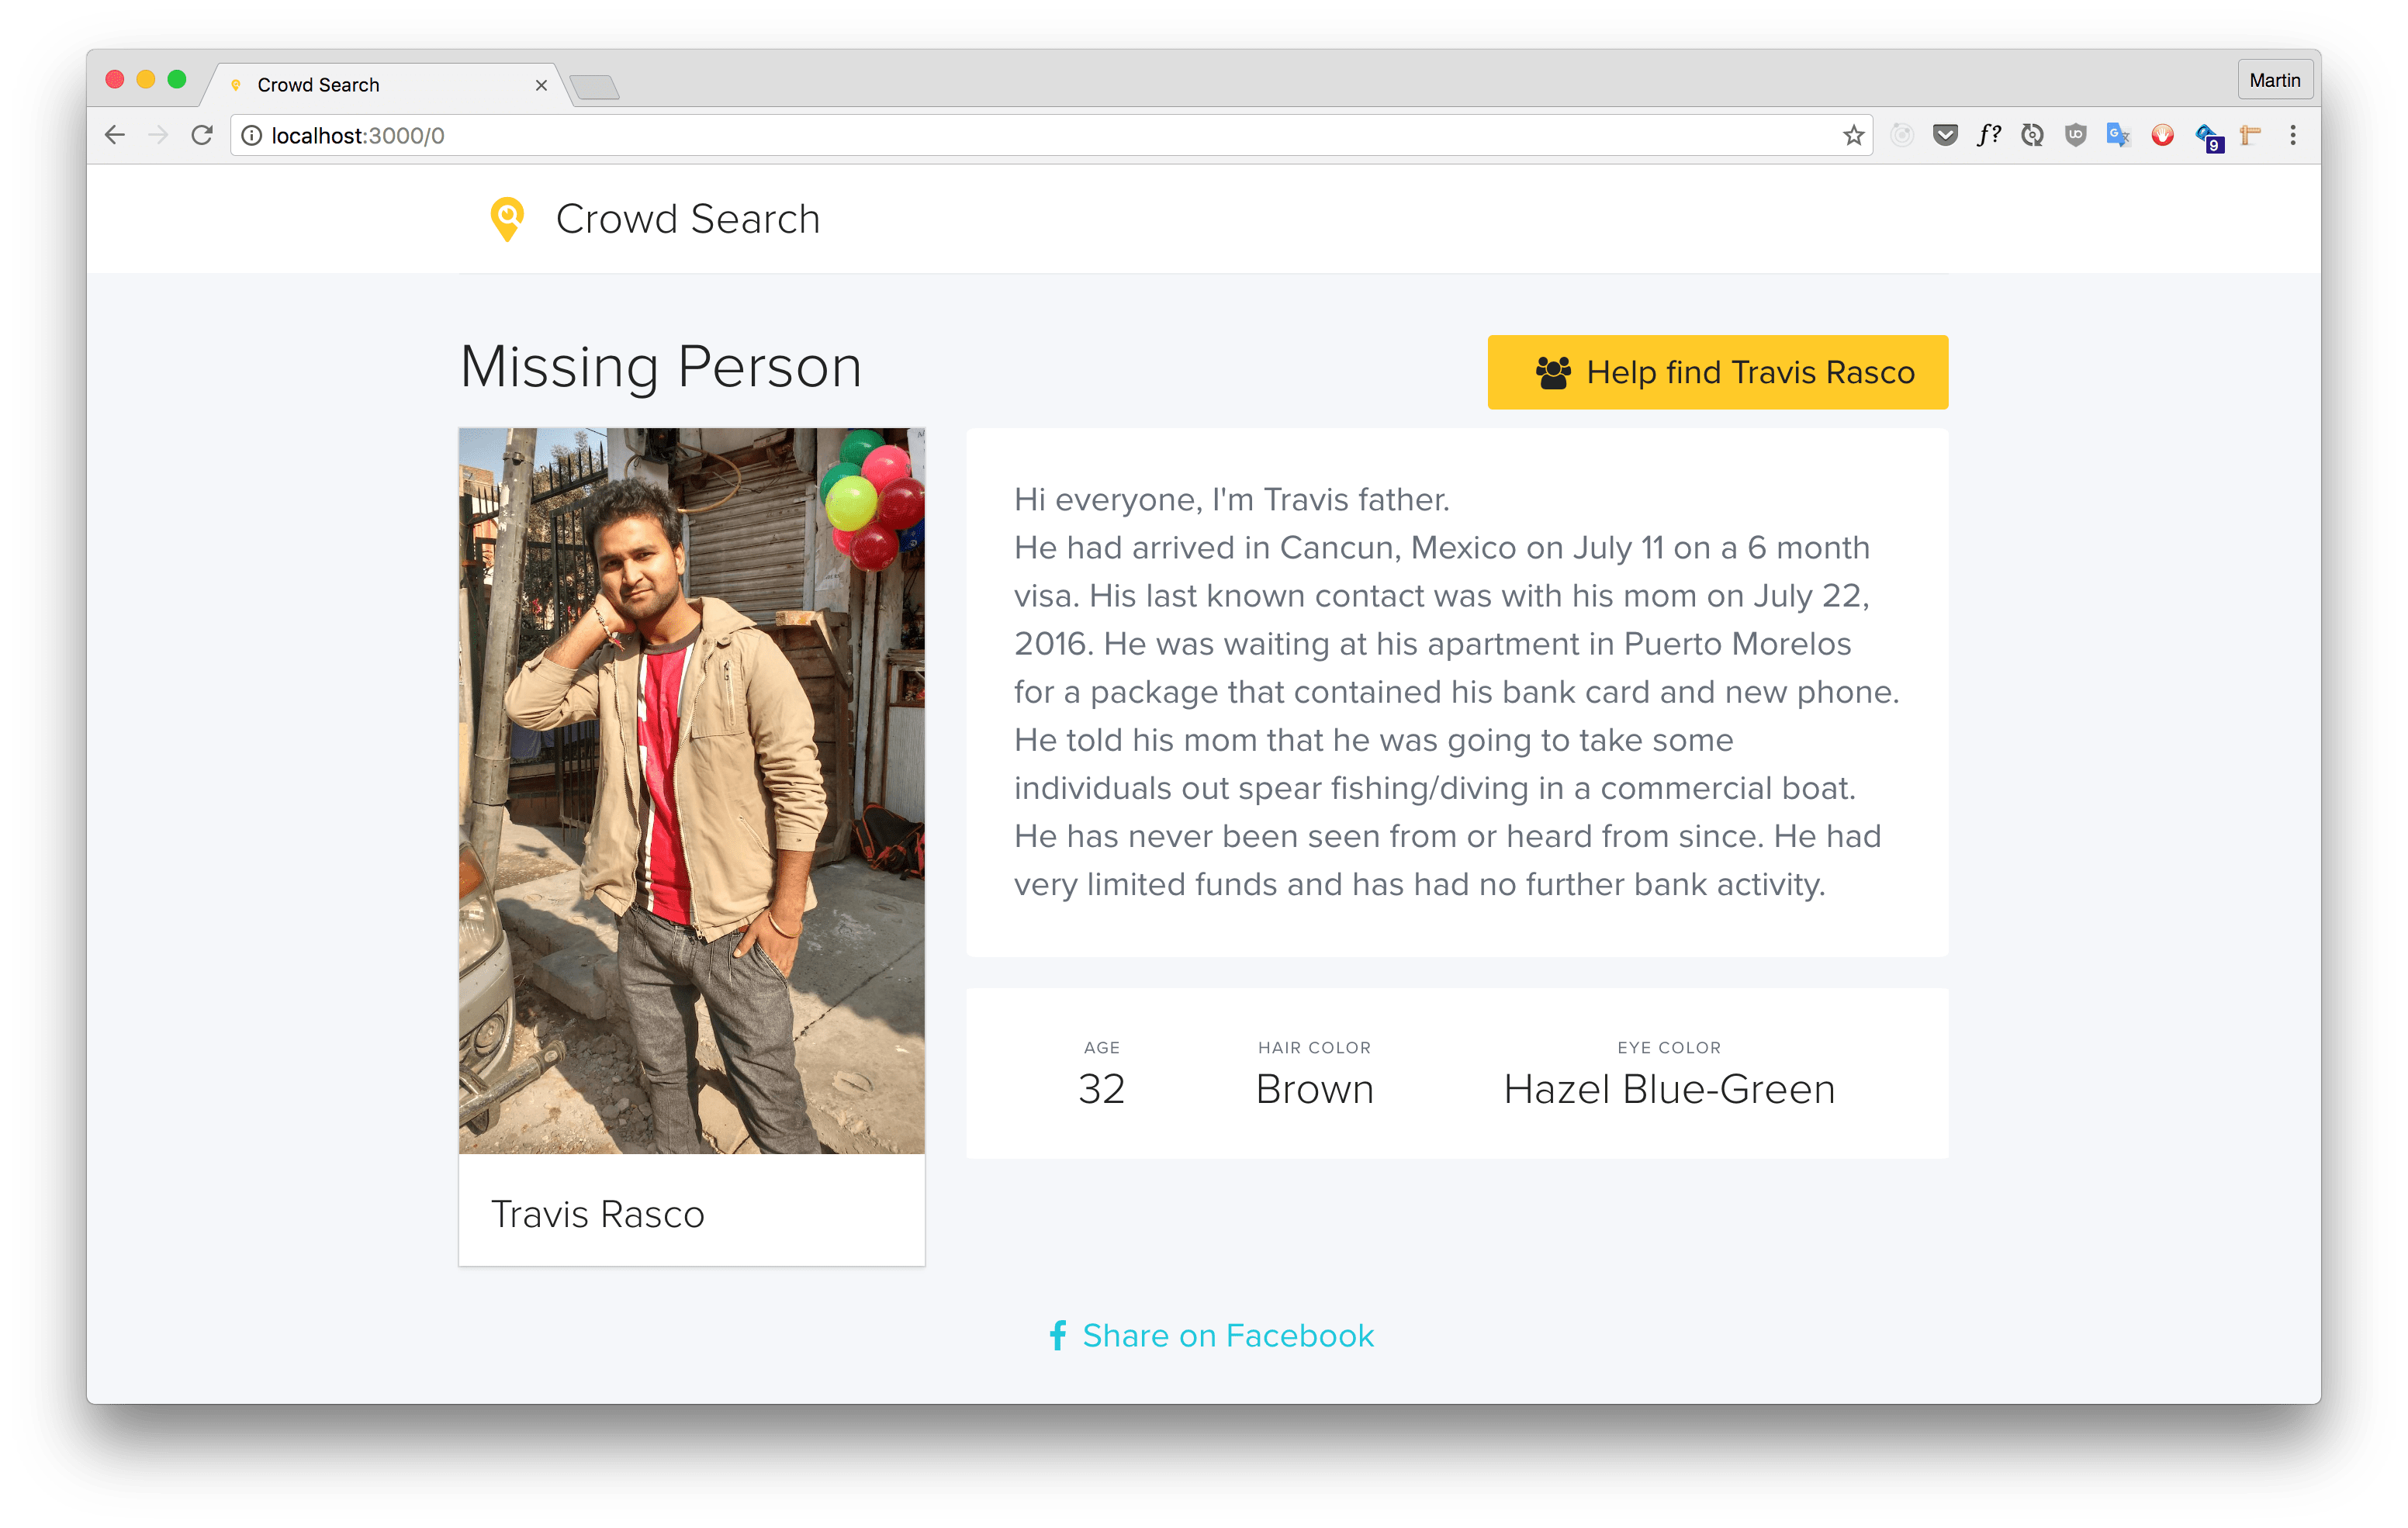 Crowd Search
Martin
localhost:3000/0
f?
9
Crowd Search
Missing Person
Help find Travis Rasco
Hi everyone, I'm Travis father.
He had arrived in Cancun, Mexico on July 11 on a 6 month
visa. His last known contact was with his mom on July 22,
2016. He was waiting at his apartment in Puerto Morelos
for a package that contained his bank card and new phone.
He told his mom that he was going to take some
individuals out spear fishing/diving in a commercial boat.
He has never been seen from or heard from since. He had
very limited funds and has had no further bank activity.
AGE
HAIR COLOR
EYE COLOR
32
Brown
Hazel Blue-Green
Travis Rasco
Share on Facebook